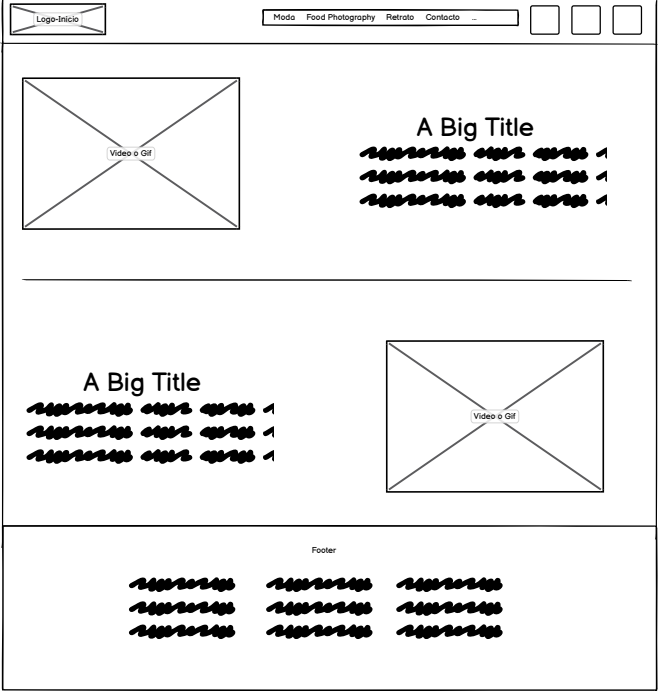 Logo-Inicio
Moda Food Photography Retrato Contacto ...
Video o Gif
A Big Title
A Big Title
Video o Gif
Footer